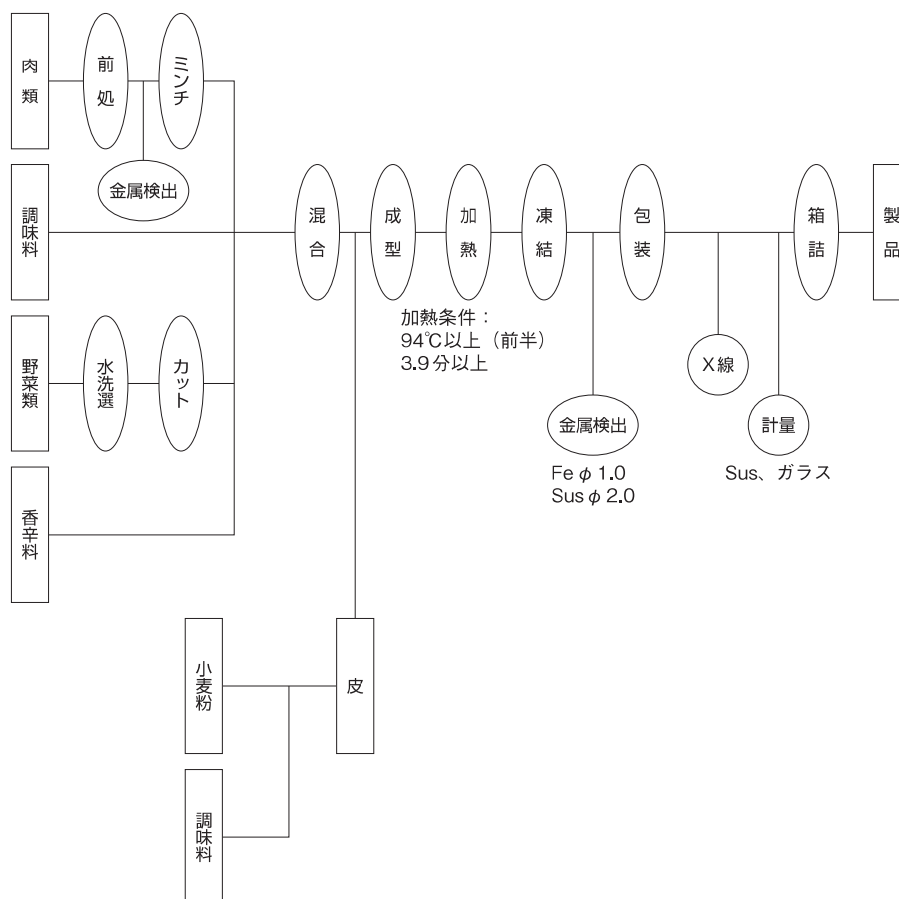 肉類
前処
ミンチ
金属検出
調味料
混合
成型
加熱
凍結
包装
箱詰
製品
加熱条件：
94℃以上（前半）
3.9分以上
X線
野菜類
水洗選
カット
金属検出
計量
Fe φ 1.0
Sus φ 2.0
Sus、ガラス
香辛料
小麦粉
皮
調味料